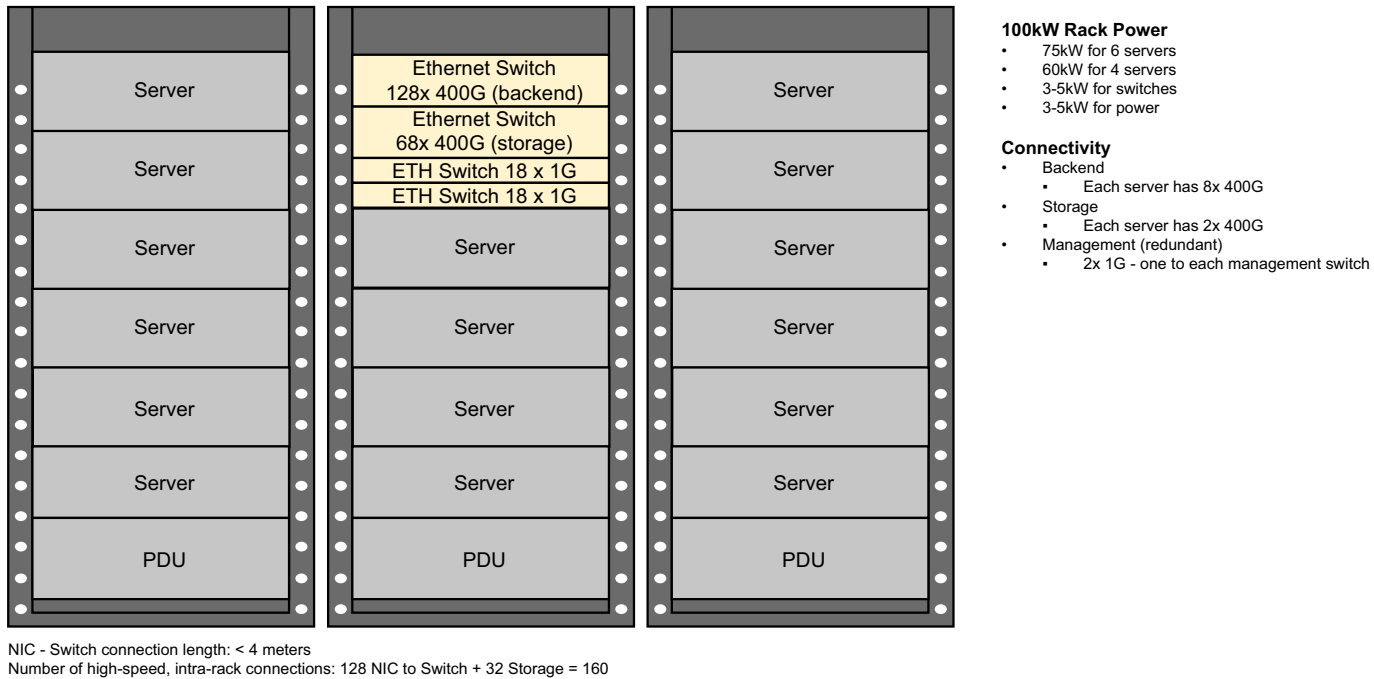 Server
Server
Server
Server
Server
Server
PDU
Ethernet Switch
128x 400G (backend)
Ethernet Switch
68x 400G (storage)
ETH Switch 18 x 1G
ETH Switch 18 x 1G
Server
Server
Server
Server
PDU
Server
Server
Server
Server
Server
Server
PDU
100kW Rack Power
• 75kW for 6 servers
• 60kW for 4 servers
• 3-5kW for switches
• 3-5kW for power
Connectivity
• Backend
▪ Each server has 8x 400G
• Storage
▪ Each server has 2x 400G
• Management (redundant)
▪ 2x 1G - one to each management switch
NIC - Switch connection length: < 4 meters
Number of high-speed, intra-rack connections: 128 NIC to Switch + 32 Storage = 160